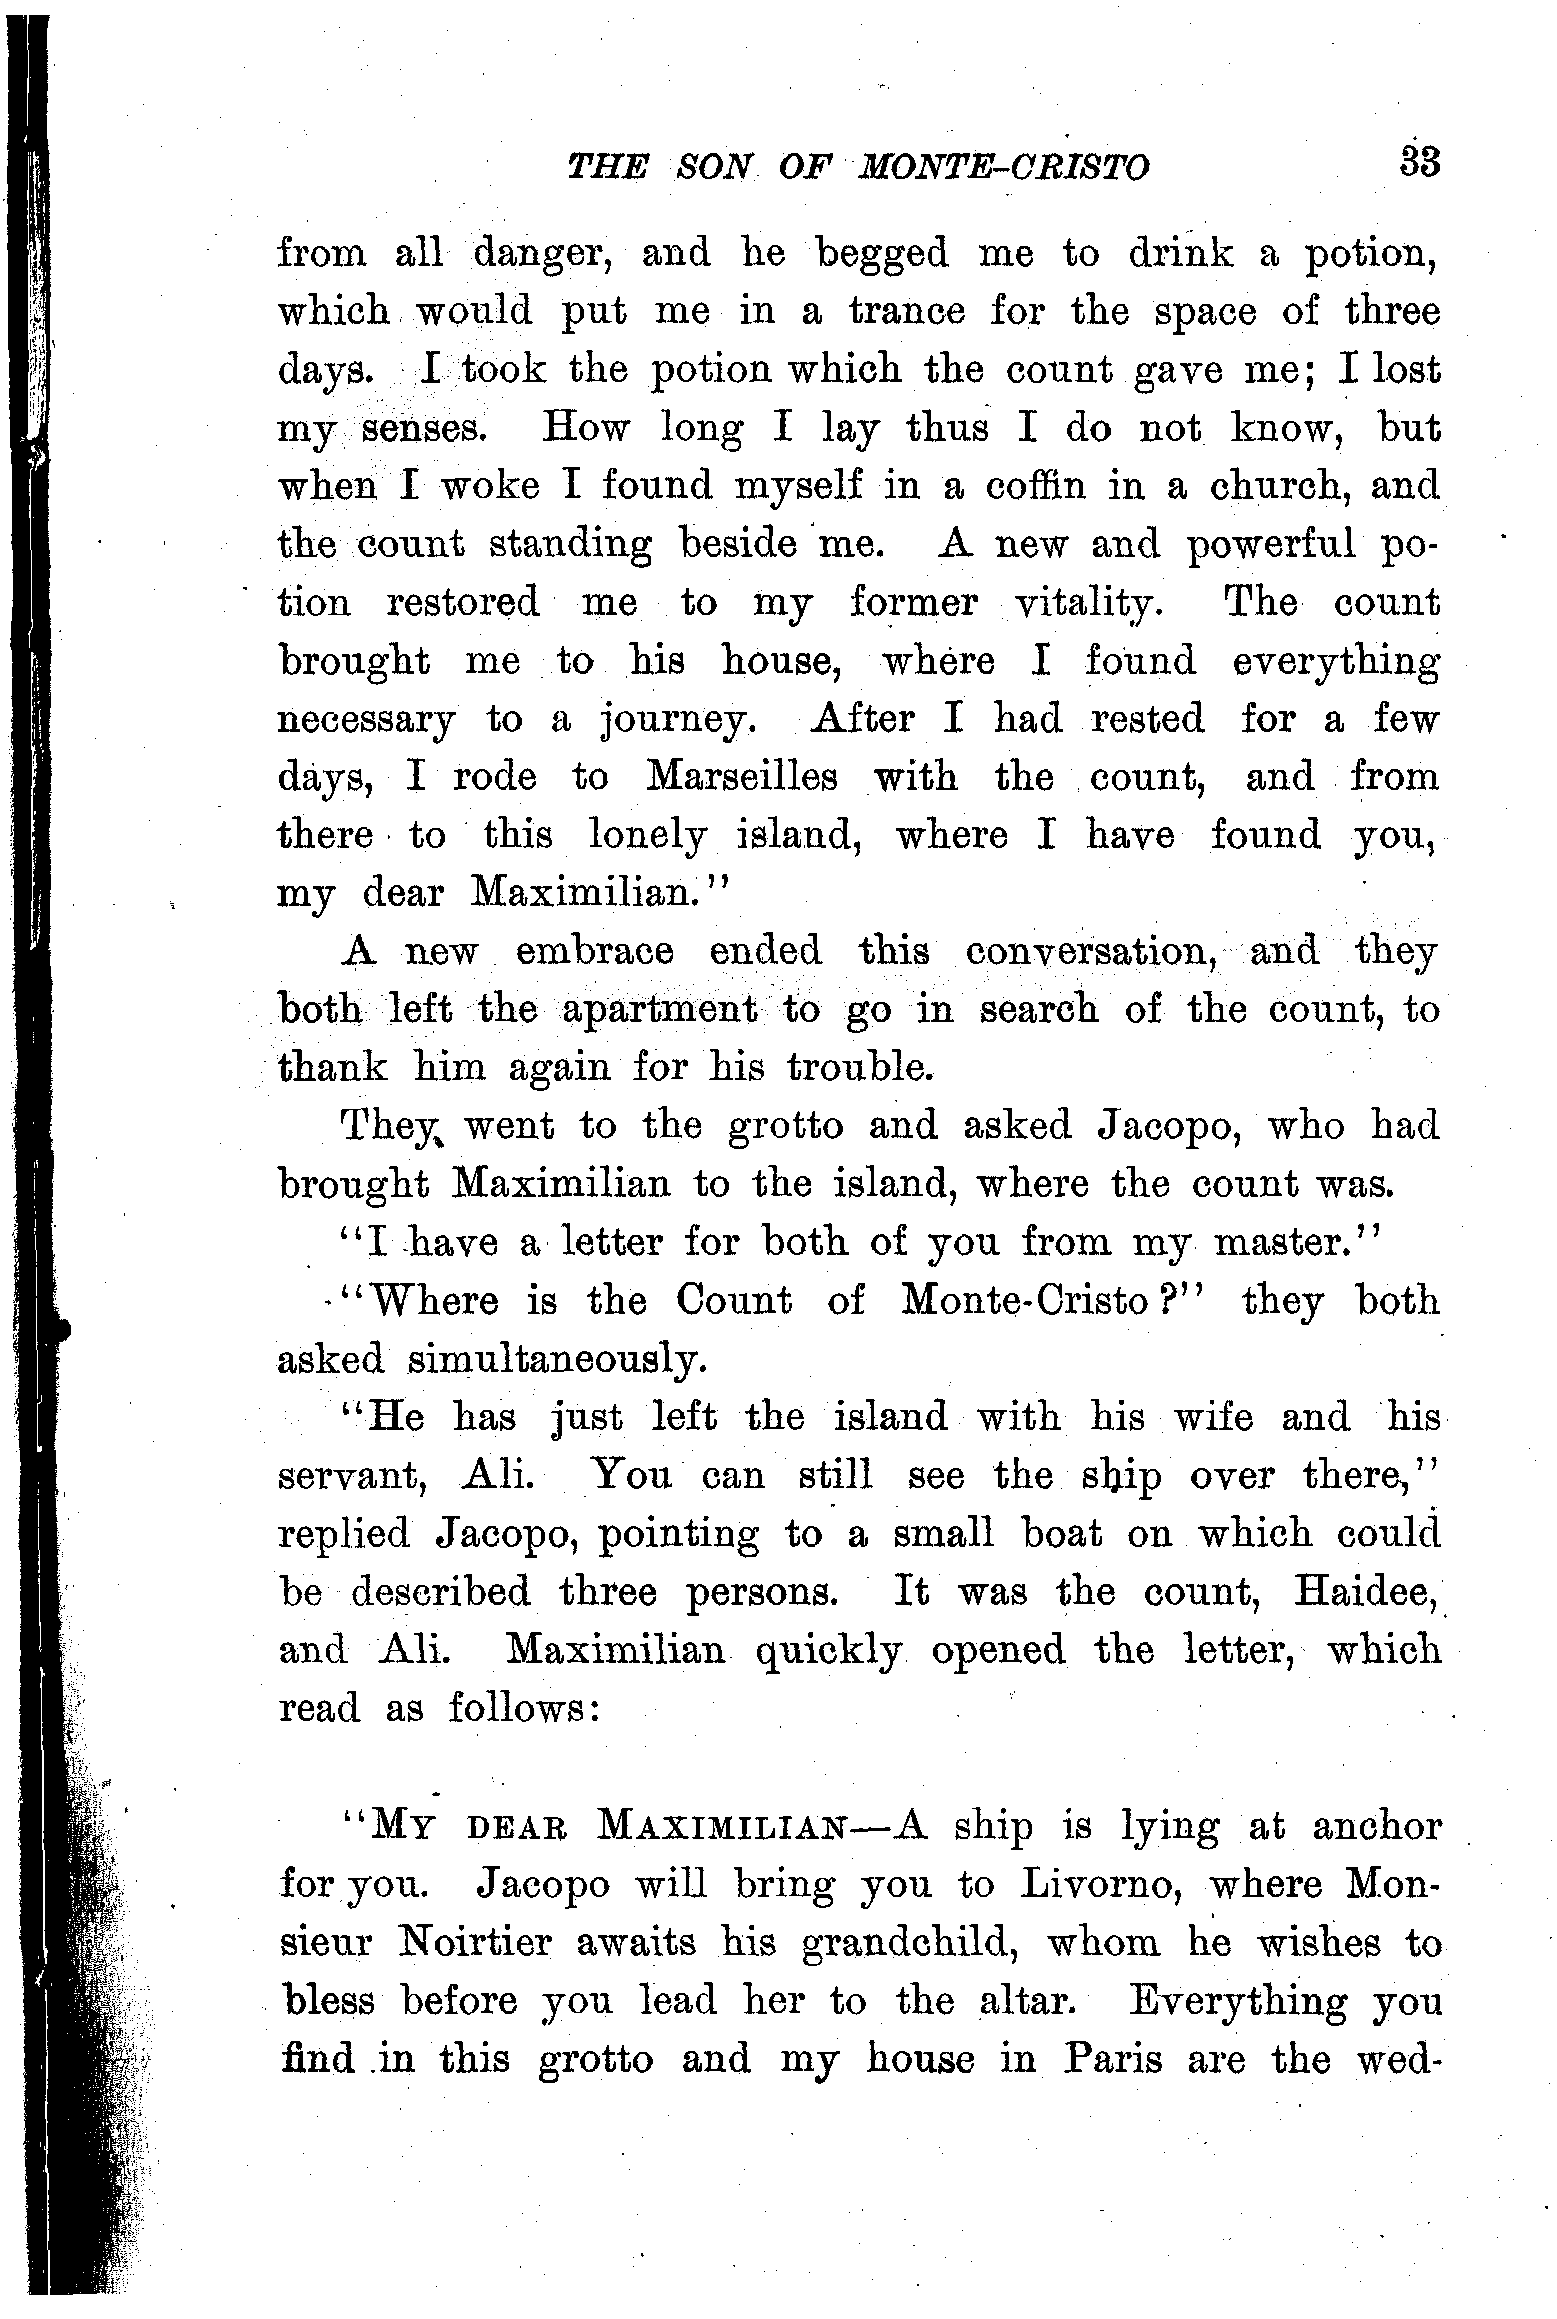 THE SON OF MONTE-CRISTO 33
from all danger, and he begged me to drink a potion,
which would put me in a trance for the space of three
days. I took the potion which the count gave me; I lost
my senses. How long I lay thus I do not know, but
when I woke I found myself in a coffin in a church, and
the count standing beside me. A new and powerful po-
tion restored me to my former vitality. The count
brought me to his house, where I found everything
necessary to a journey. After I had rested for a few
days, I rode to Marseilles with the count, and from
there to this lonely island, where I have found you,
my dear Maximilian."
A new embrace ended this conversation, and they
both left the apartment to go in search of the count, to
thank him again for his trouble.
They went to the grotto and asked Jacopo, who had
brought Maximilian to the island, where the count was.
"I have a letter for both of you from my master."
"Where is the Count of Monte-Cristo?" they both
asked simultaneously.
"He has just left the island with his wife and his
servant, Ali. You can still see the ship over there,"
replied Jacopo, pointing to a small boat on which could
be described three persons. It was the count, Haidee,
and Ali. Maximilian quickly opened the letter, which
read as follows:
"MY DEAR MAXIMILIAN—A ship is lying at anchor
for you. Jacopo will bring you to Livorno, where Mon-
sieur Noirtier awaits his grandchild, whom he wishes to
bless before you lead her to the altar. Everything you
find in this grotto and my house in Paris are the wed-